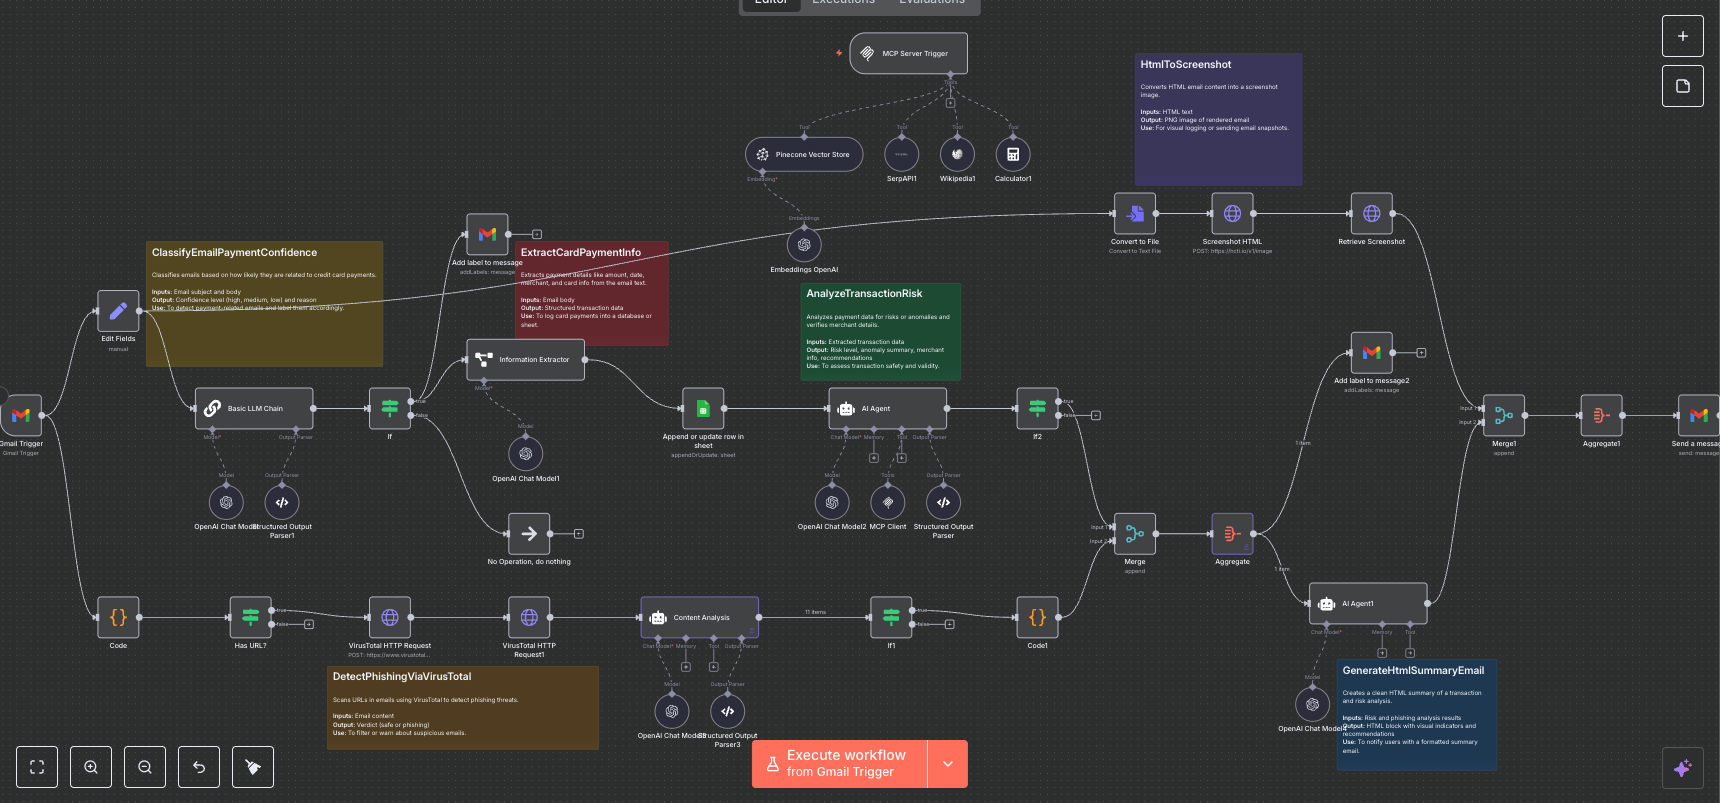 Editor
Executions
Evaluations
MCP Server Trigger
Tools
Tool
Tool
Tool
Tool
Pinecone Vector Store
Embedding*
SerpAPI1
Wikipedia1
Calculator1
Embeddings
Embeddings OpenAI
HtmlToScreenshot
Converts HTML email content into a screenshot
image.
Inputs: HTML text
Output: PNG image of rendered email
Use: For visual logging or sending email snapshots.
Convert to File
Convert to Text File
Screenshot HTML
POST: https://hcti.io/v1/image
Retrieve Screenshot
Add label to message
addLabels: message
ClassifyEmailPaymentConfidence
Classifies emails based on how likely they are related to credit card payments.
Inputs: Email subject and body
Output: Confidence level (high, medium, low) and reason
Use: To detect payment-related emails and label them accordingly.
ExtractCardPaymentInfo
Extracts payment details like amount, date,
merchant, and card info from the email text.
Inputs: Email body
Output: Structured transaction data
Use: To log card payments into a database or
sheet.
AnalyzeTransactionRisk
Analyzes payment data for risks or anomalies and
verifies merchant details.
Inputs: Extracted transaction data
Output: Risk level, anomaly summary, merchant
info, recommendations
Use: To assess transaction safety and validity.
Edit Fields
manual
Gmail Trigger
Gmail Trigger
Basic LLM Chain
Model*
Output Parser
Model
Output Parser
OpenAI Chat Model
Structured Output
Parser1
If
true
false
Information Extractor
Model*
Model
OpenAI Chat Model1
No Operation, do nothing
Append or update row in
sheet
appendOrUpdate: sheet
AI Agent
Chat Model*
Memory
Tool
Output Parser
Model
Tools
Output Parser
OpenAI Chat Model2
MCP Client
Structured Output
Parser
If2
true
false
Add label to message2
addLabels: message
1 item
Input 1
Input 2
Merge1
append
Aggregate1
Send a messag
send: message
Input 1
Input 2
Merge
append
Aggregate
1 item
AI Agent1
Chat Model*
Memory
Tool
Model
Code
Has URL?
true
false
VirusTotal HTTP Request
POST: https://www.virustotal...
VirusTotal HTTP
Request1
Content Analysis
Chat Model*
Memory
Tool
Output Parser
Model
Output Parser
Structured Output
Parser3
11 items
If1
true
false
Code1
DetectPhishingViaVirusTotal
Scans URLs in emails using VirusTotal to detect phishing threats.
Inputs: Email content
Output: Verdict (safe or phishing)
Use: To filter or warn about suspicious emails.
GenerateHtmlSummaryEmail
Creates a clean HTML summary of a transaction
and risk analysis.
Inputs: Risk and phishing analysis results
Output: HTML block with visual indicators and
recommendations
Use: To notify users with a formatted summary
email.
OpenAI Chat Model
Execute workflow
from Gmail Trigger